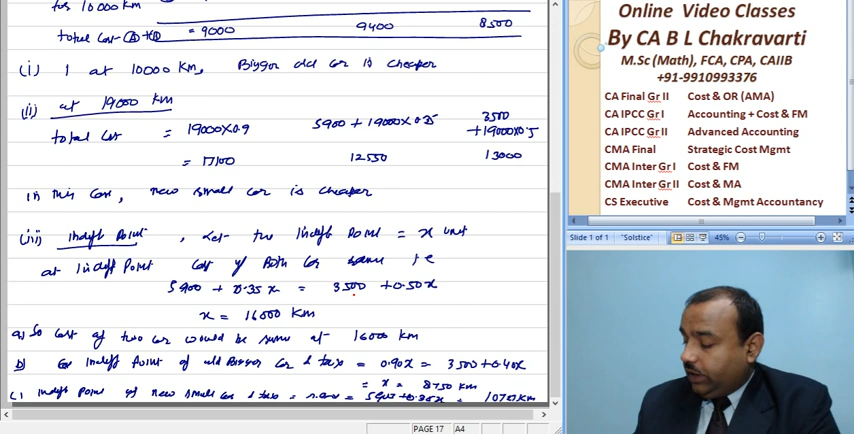 for 10000 km
total cost A + B = 9000 9400 8500
(i) 1 at 10000 km, Bigger old car is cheaper
(ii) at 19000 km
total cost = 19000×0.9 5900 + 19000×0.35 3500 +19000×0.5
= 17100 12550 13000
in this case, new small car is cheaper
(iii) Indiff Point, Let the Indiff Point = x unit
at Indiff Point cost of Both car same i.e
5900 + 0.35x = 3500 + 0.50x
x = 16000 KM
a) So cost of two car would be same at 16000 km
b) for Indiff Point of old Bigger Car & taxi = 0.90x = 3500+0.40x
= x = 8750 KM
c) Indiff Point of new small car & taxi =
Online Video Classes
By CA B L Chakravarti
M.Sc (Math), FCA, CPA, CAIIB
+91-9910993376
CA Final Gr II Cost & OR (AMA)
CA IPCC Gr I Accounting + Cost & FM
CA IPCC Gr II Advanced Accounting
CMA Final Strategic Cost Mgmt
CMA Inter Gr I Cost & FM
CMA Inter Gr II Cost & MA
CS Executive Cost & Mgmt Accountancy
Slide 1 of 1 "Solstice" 45%
PAGE 17 A4